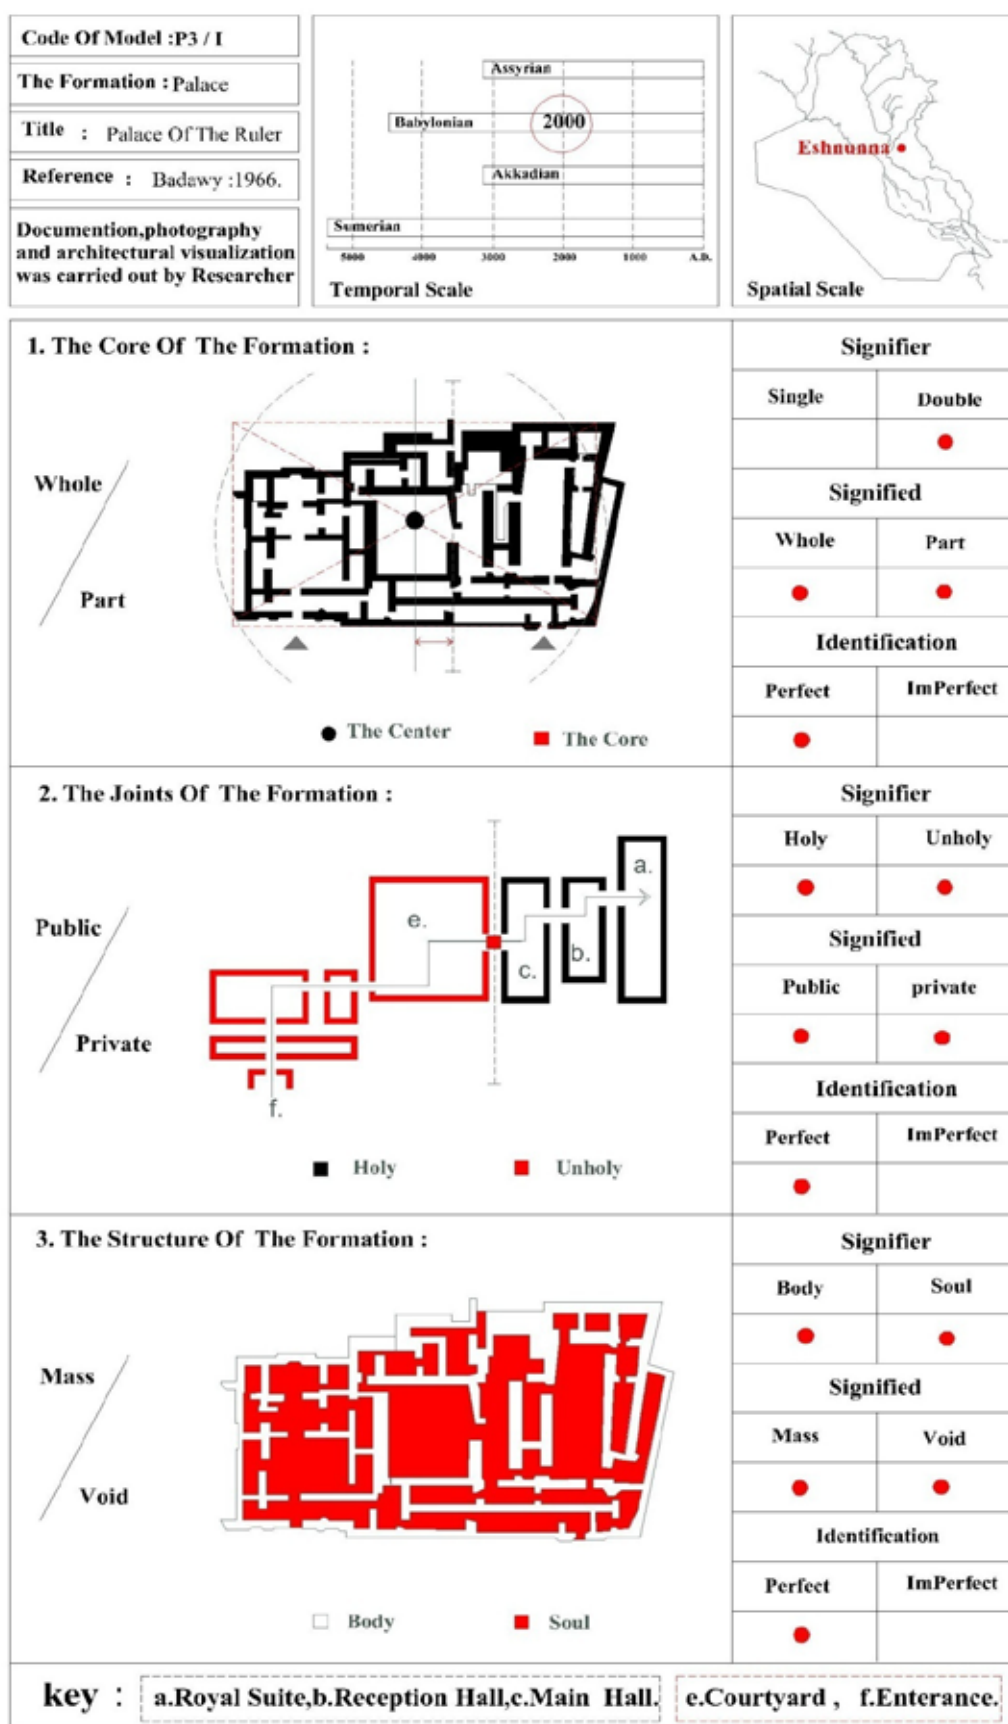 Code Of Model :P3 / I
The Formation : Palace
Title : Palace Of The Ruler
Reference : Badawy :1966.
Documention,photography
and architectural visualization
was carried out by Researcher
Assyrian
Babylonian
2000
Akkadian
Sumerian
5000 4000 3000 2000 1000 A.D.
Temporal Scale
Eshnunna
Spatial Scale
1. The Core Of The Formation :
Whole
Part
The Center
The Core
Signifier
Single Double
Signified
Whole Part
Identification
Perfect ImPerfect
2. The Joints Of The Formation :
Public
Private
a.
b.
c.
e.
f.
Holy
Unholy
Signifier
Holy Unholy
Signified
Public private
Identification
Perfect ImPerfect
3. The Structure Of The Formation :
Mass
Void
Body
Soul
Signifier
Body Soul
Signified
Mass Void
Identification
Perfect ImPerfect
key : a.Royal Suite,b.Reception Hall,c.Main Hall. e.Courtyard , f.Enterance.